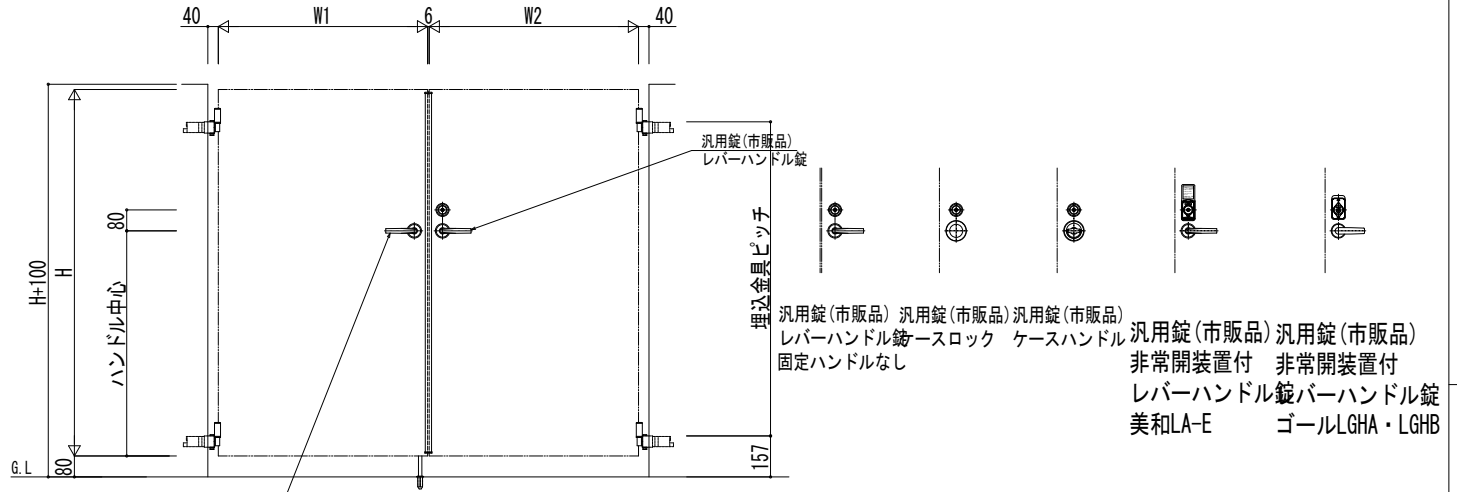 40
W1
6
W2
40
汎用錠(市販品)
レバーハンドル錠
80
H+100
H
ハンドル中心
埋込金具ピッチ
157
G.L
80
汎用錠(市販品)
レバーハンドル錠
固定ハンドルなし
汎用錠(市販品)
ケースロック
汎用錠(市販品)
ケースハンドル
汎用錠(市販品)
非常開装置付
レバーハンドル錠
美和LA-E
汎用錠(市販品)
非常開装置付
レバーハンドル錠
ゴールLGHA・LGHB